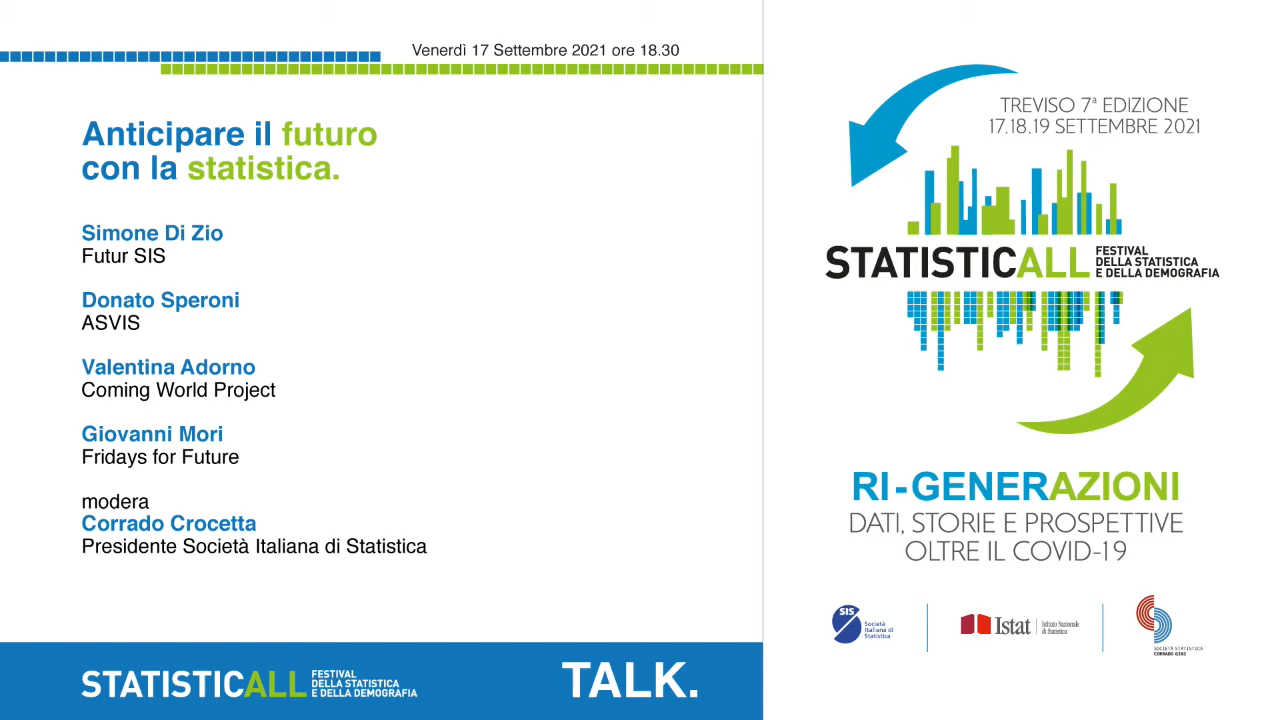 Venerdì 17 Settembre 2021 ore 18.30
Anticipare il futuro
con la statistica.
Simone Di Zio
Futur SIS
Donato Speroni
ASVIS
Valentina Adorno
Coming World Project
Giovanni Mori
Fridays for Future
modera
Corrado Crocetta
Presidente Società Italiana di Statistica
STATISTICALL
FESTIVAL
DELLA STATISTICA
E DELLA DEMOGRAFIA
TALK.
TREVISO 7ª EDIZIONE
17.18.19 SETTEMBRE 2021
STATISTICALL
FESTIVAL
DELLA STATISTICA
E DELLA DEMOGRAFIA
RI-GENERAZIONI
DATI, STORIE E PROSPETTIVE
OLTRE IL COVID-19
SIS
Società
Italiana di
Statistica
Istat
Istituto Nazionale
di Statistica
SOCIETÀ STATISTICA
CORRADO GINI